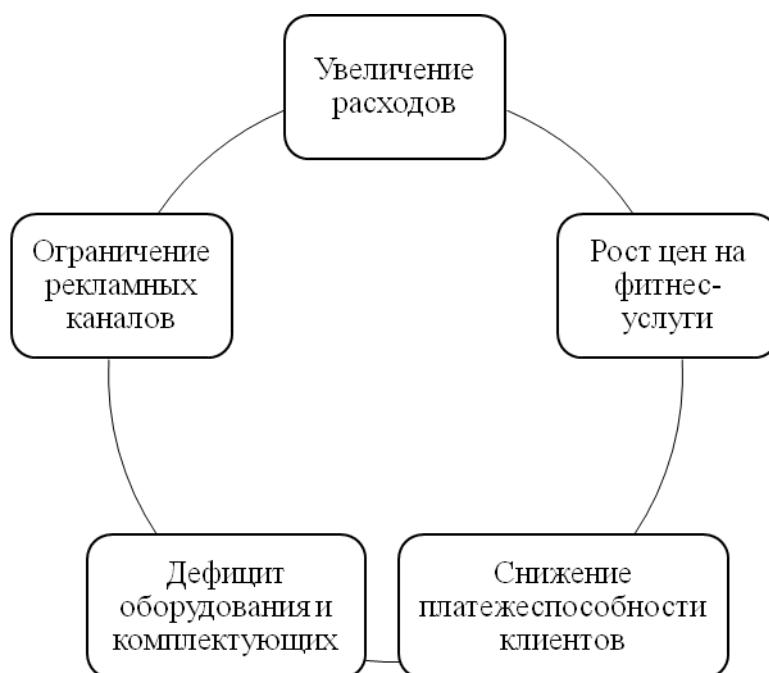 Увеличение
расходов
Рост цен на
фитнес-
услуги
Снижение
платежеспособности
клиентов
Дефицит
оборудования и
комплектующих
Ограничение
рекламных
каналов